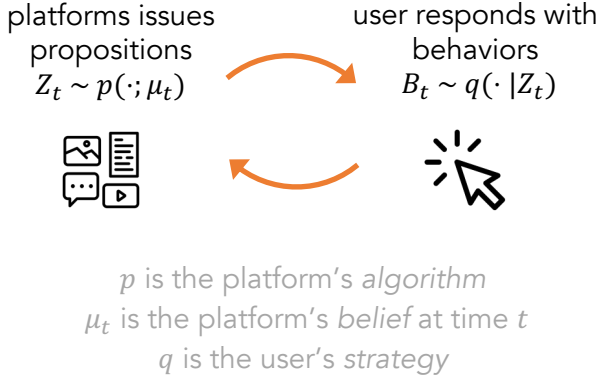 platforms issues
propositions
Z_t ~ p(·; μ_t)
user responds with
behaviors
B_t ~ q(· |Z_t)
p is the platform's algorithm
μ_t is the platform's belief at time t
q is the user's strategy